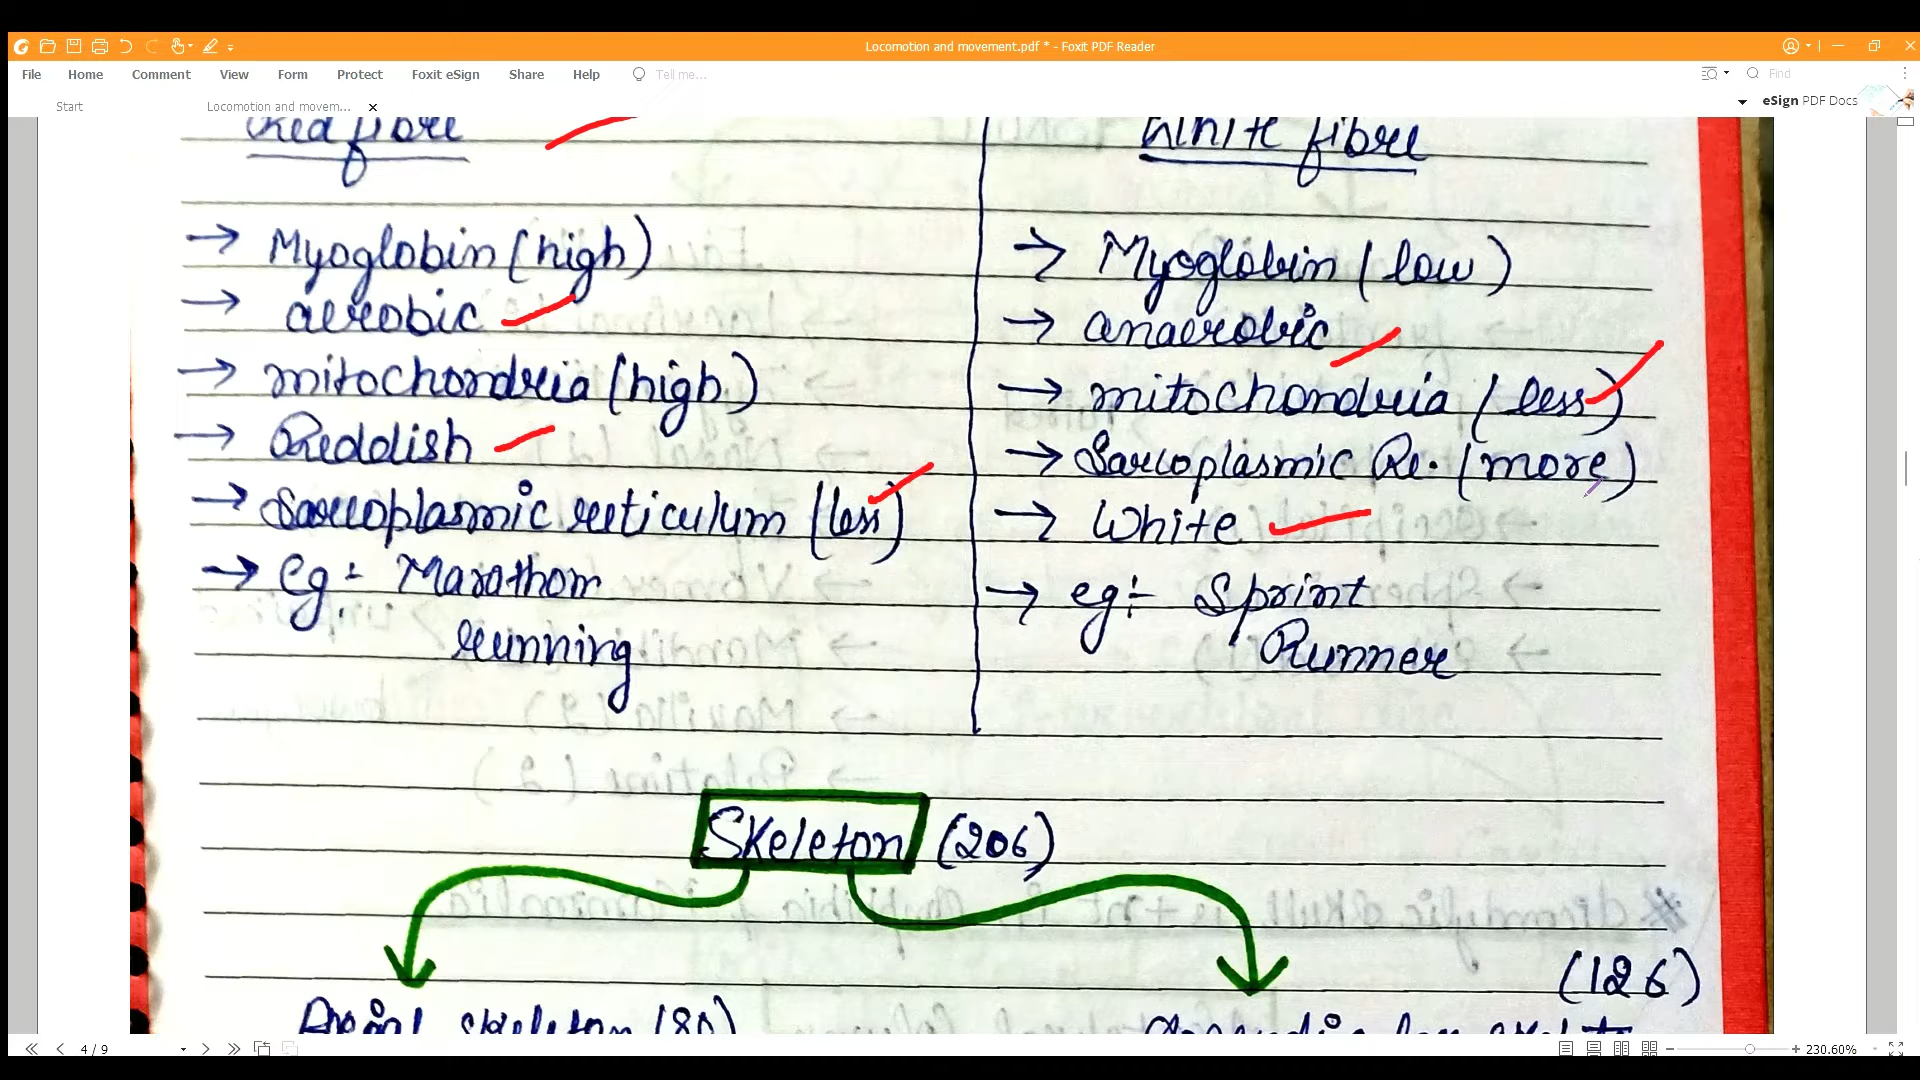 Locomotion and movement.pdf * - Foxit PDF Reader
File Home Comment View Form Protect Foxit eSign Share Help Tell me... Find
Start Locomotion and movem... eSign PDF Docs
Red fibre
→ Myoglobin (high)
→ aerobic
→ mitochondria (high)
→ Reddish
→ Sarcoplasmic reticulum (less)
→ eg :- Marathon
running
White fibre
→ Myoglobin (low)
→ anaerobic
→ mitochondria (less)
→ Sarcoplasmic Re. (more)
→ White
→ eg :- Sprint
Runner
Skeleton (206)
(126)
Axial skeleton (80)
4 / 9 230.60%